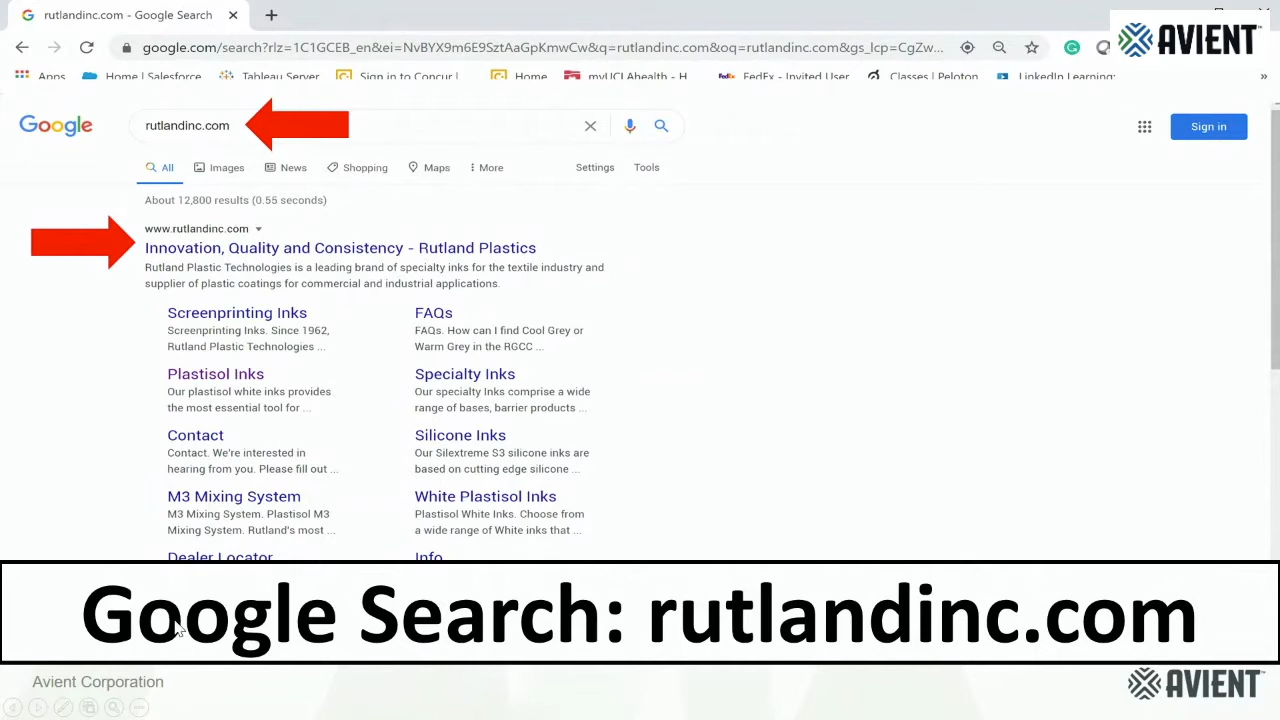 rutlandinc.com - Google Search
AVIENT
google.com/search?rlz=1C1GCEB_en&ei=NvBYX9m6E9SztAaGpKmwCw&q=rutlandinc.com&oq=rutlandinc.com&gs_lcp=CgZw...
Apps Home | Salesforce Tableau Server Sign in to Concur | Home myUCLAhealth - H FedEx - Invited User Classes | Peloton LinkedIn Learning: »
Google rutlandinc.com Sign in
All Images News Shopping Maps More Settings Tools
About 12,800 results (0.55 seconds)
www.rutlandinc.com
Innovation, Quality and Consistency - Rutland Plastics
Rutland Plastic Technologies is a leading brand of specialty inks for the textile industry and
supplier of plastic coatings for commercial and industrial applications.
Screenprinting Inks
Screenprinting Inks. Since 1962,
Rutland Plastic Technologies ...
FAQs
FAQs. How can I find Cool Grey or
Warm Grey in the RGCC ...
Plastisol Inks
Our plastisol white inks provides
the most essential tool for ...
Specialty Inks
Our specialty Inks comprise a wide
range of bases, barrier products ...
Contact
Contact. We're interested in
hearing from you. Please fill out ...
Silicone Inks
Our Silextreme S3 silicone inks are
based on cutting edge silicone ...
M3 Mixing System
M3 Mixing System. Plastisol M3
Mixing System. Rutland's most ...
White Plastisol Inks
Plastisol White Inks. Choose from
a wide range of White inks that ...
Dealer Locator
Info
Google Search: rutlandinc.com
Avient Corporation
AVIENT